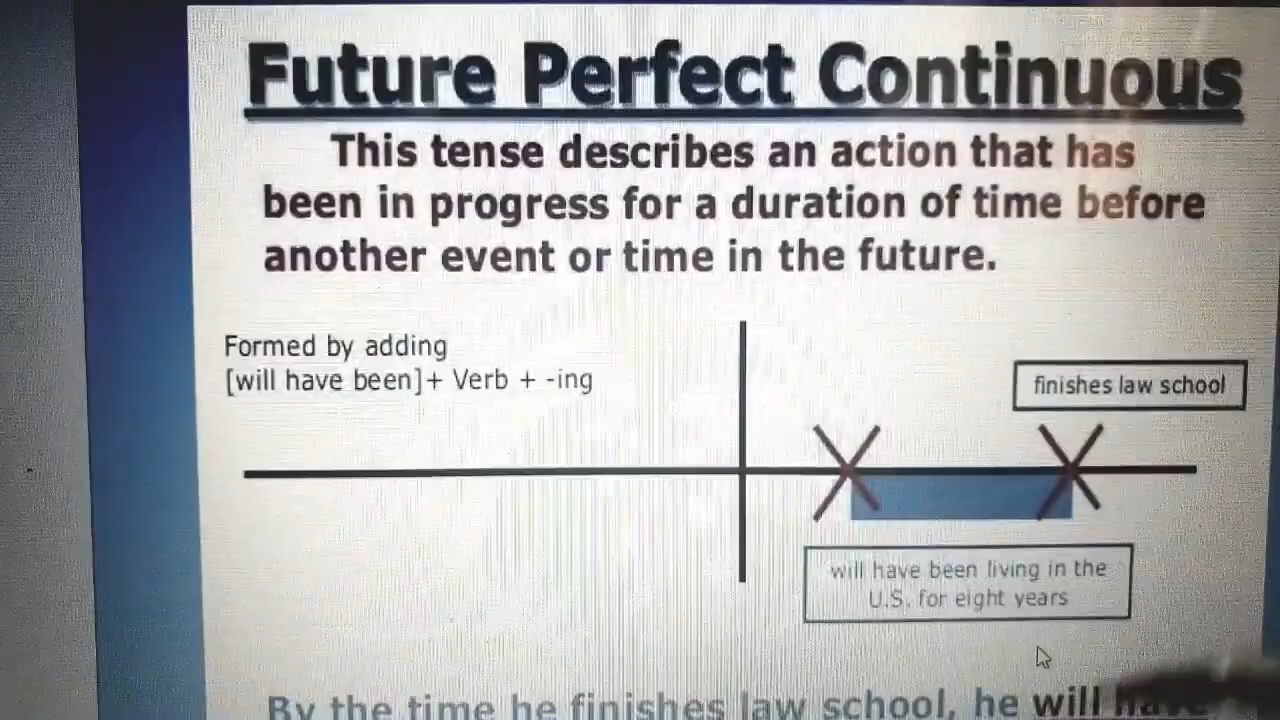 Future Perfect Continuous
This tense describes an action that has
been in progress for a duration of time before
another event or time in the future.
Formed by adding
[will have been]+ Verb + -ing
finishes law school
will have been living in the
U.S. for eight years
By the time he finishes law school, he will have